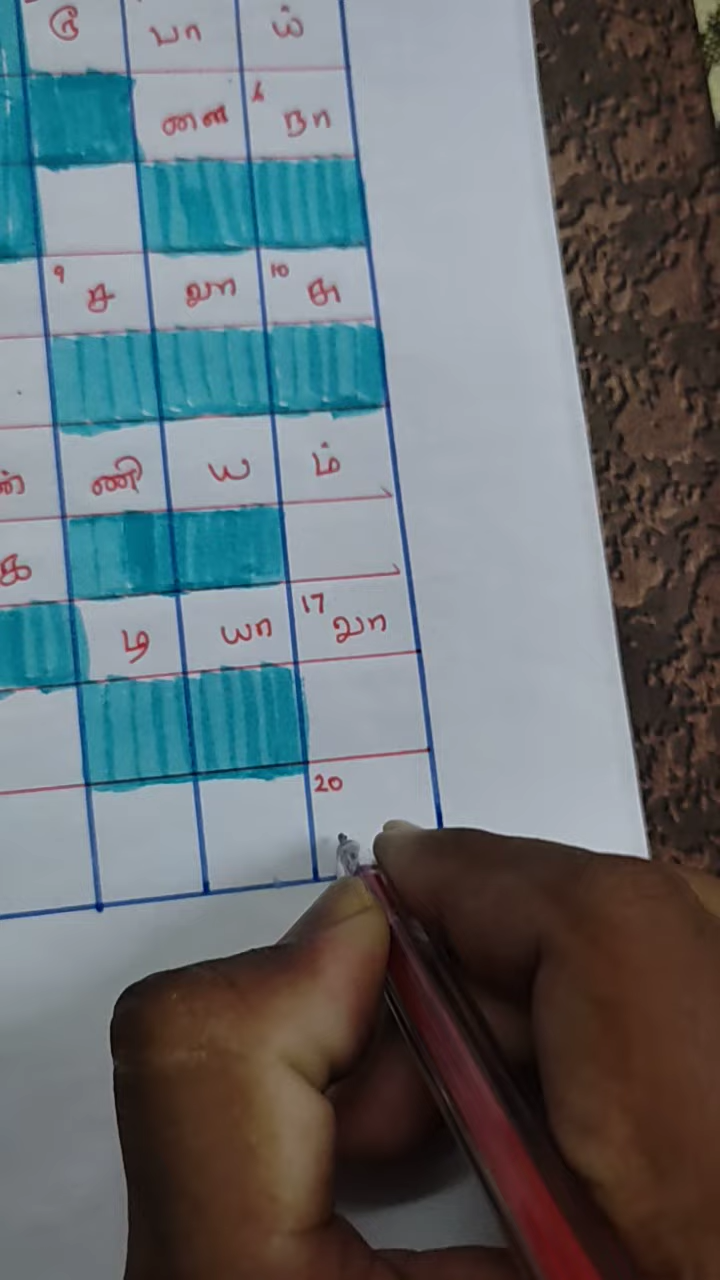 ரு பா ய்
னை 6 நா
9 ச வா 10 சு
ன் ணி ய ம்
க
டி யா 17 வா
20